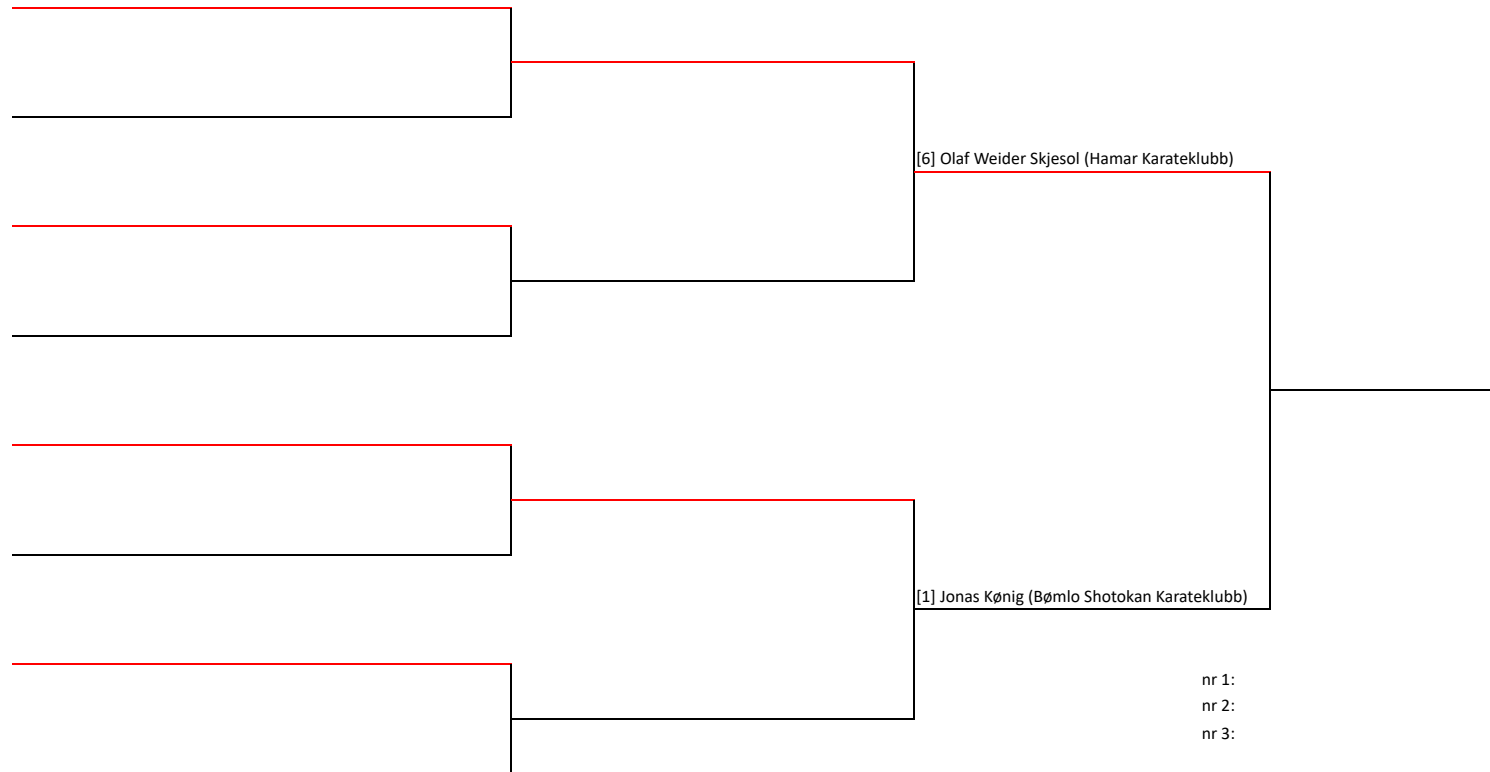 [6] Olaf Weider Skjesol (Hamar Karateklubb)
[1] Jonas Kønig (Bømlo Shotokan Karateklubb)
nr 1:
nr 2:
nr 3: